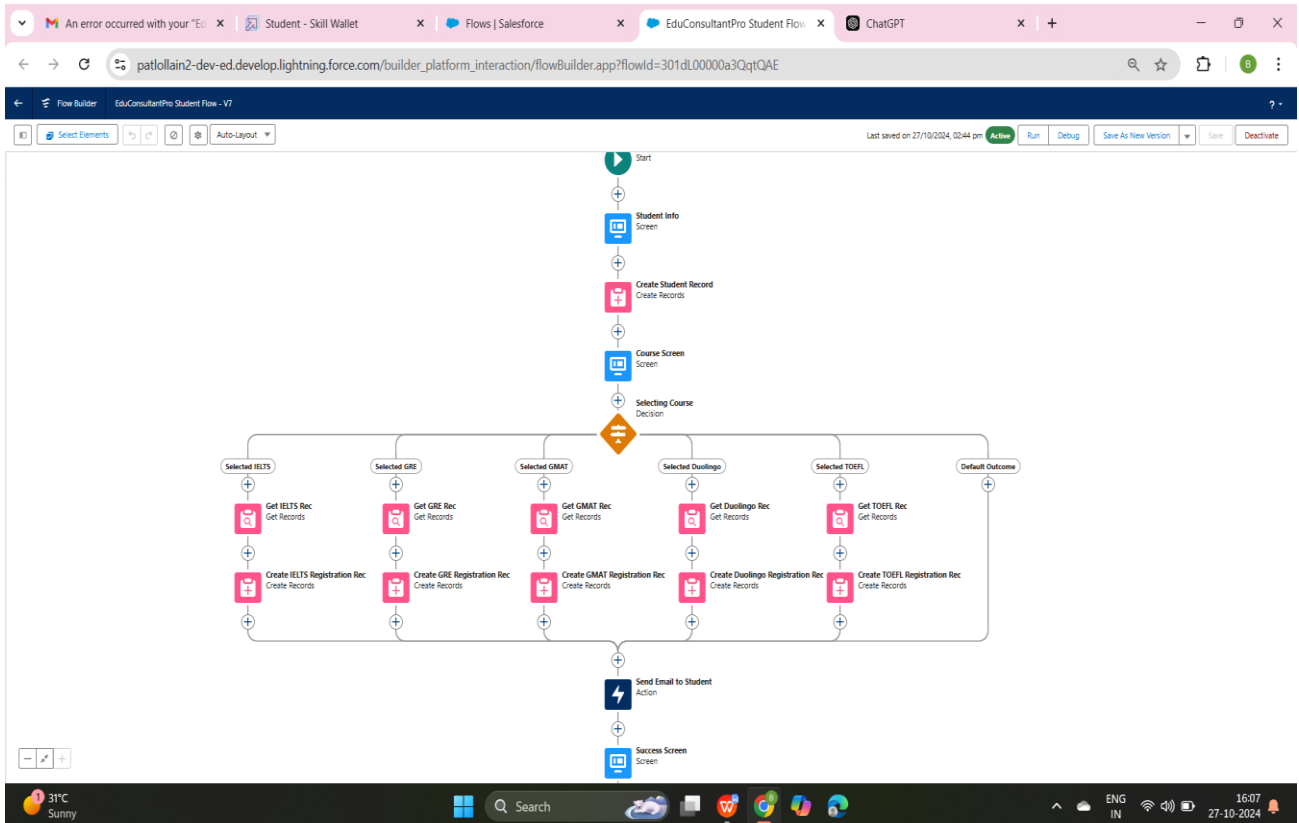 An error occurred with your "Ed
Student - Skill Wallet
Flows | Salesforce
EduConsultantPro Student Flow
ChatGPT
patlollain2-dev-ed.develop.lightning.force.com/builder_platform_interaction/flowBuilder.app?flowId=301dL00000a3QqtQAE
B
Flow Builder
EduConsultantPro Student Flow - V7
?
Select Elements
Auto-Layout
Last saved on 27/10/2024, 02:44 pm
Active
Run
Debug
Save As New Version
Save
Deactivate
Start
Student Info
Screen
Create Student Record
Create Records
Course Screen
Screen
Selecting Course
Decision
Selected IELTS
Selected GRE
Selected GMAT
Selected Duolingo
Selected TOEFL
Default Outcome
Get IELTS Rec
Get Records
Get GRE Rec
Get Records
Get GMAT Rec
Get Records
Get Duolingo Rec
Get Records
Get TOEFL Rec
Get Records
Create IELTS Registration Rec
Create Records
Create GRE Registration Rec
Create Records
Create GMAT Registration Rec
Create Records
Create Duolingo Registration Rec
Create Records
Create TOEFL Registration Rec
Create Records
Send Email to Student
Action
Success Screen
Screen
1
31°C
Sunny
Search
ENG
IN
16:07
27-10-2024